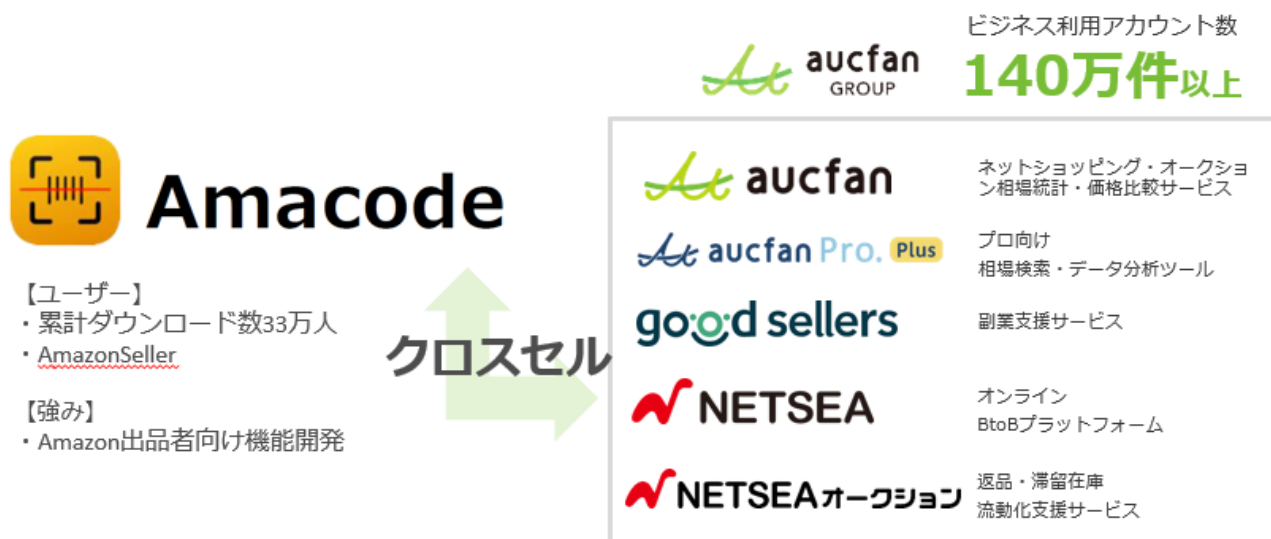 aucfan
GROUP
ビジネス利用アカウント数
140万件以上
Amacode
【ユーザー】
・累計ダウンロード数33万人
・AmazonSeller
【強み】
・Amazon出品者向け機能開発
クロスセル
aucfan
ネットショッピング・オークショ
ン相場統計・価格比較サービス
aucfan Pro. Plus
プロ向け
相場検索・データ分析ツール
good sellers
副業支援サービス
NETSEA
オンライン
BtoBプラットフォーム
NETSEAオークション
返品・滞留在庫
流動化支援サービス